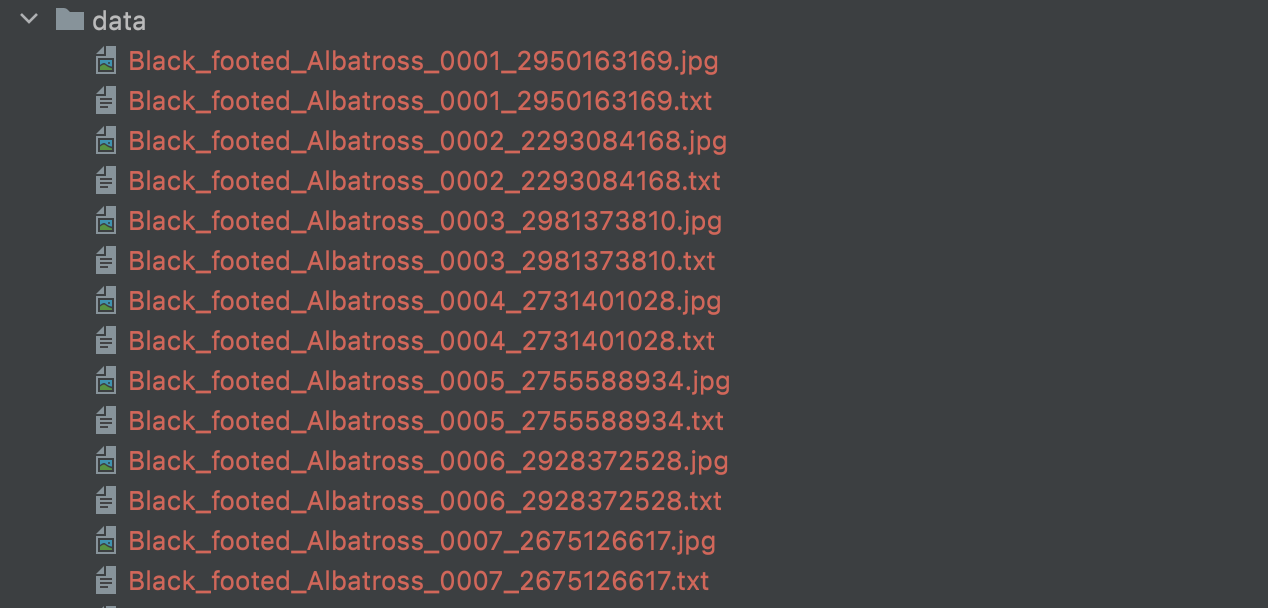 data
Black_footed_Albatross_0001_2950163169.jpg
Black_footed_Albatross_0001_2950163169.txt
Black_footed_Albatross_0002_2293084168.jpg
Black_footed_Albatross_0002_2293084168.txt
Black_footed_Albatross_0003_2981373810.jpg
Black_footed_Albatross_0003_2981373810.txt
Black_footed_Albatross_0004_2731401028.jpg
Black_footed_Albatross_0004_2731401028.txt
Black_footed_Albatross_0005_2755588934.jpg
Black_footed_Albatross_0005_2755588934.txt
Black_footed_Albatross_0006_2928372528.jpg
Black_footed_Albatross_0006_2928372528.txt
Black_footed_Albatross_0007_2675126617.jpg
Black_footed_Albatross_0007_2675126617.txt